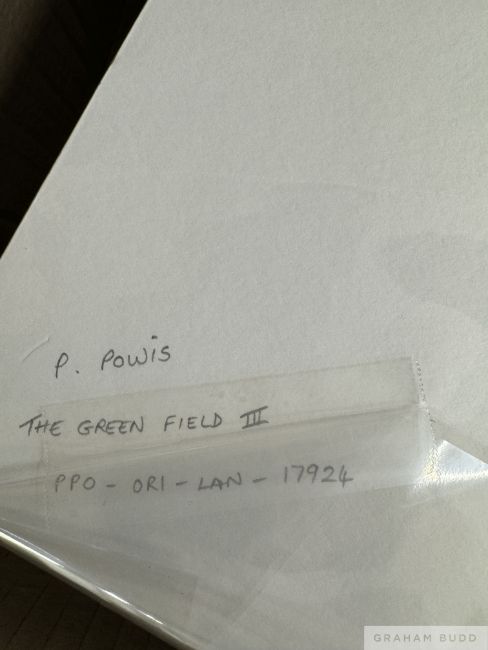 P. POWiS
THE GREEN FIELD III
PPO - ORI - LAN - 17924
GRAHAM BUDD